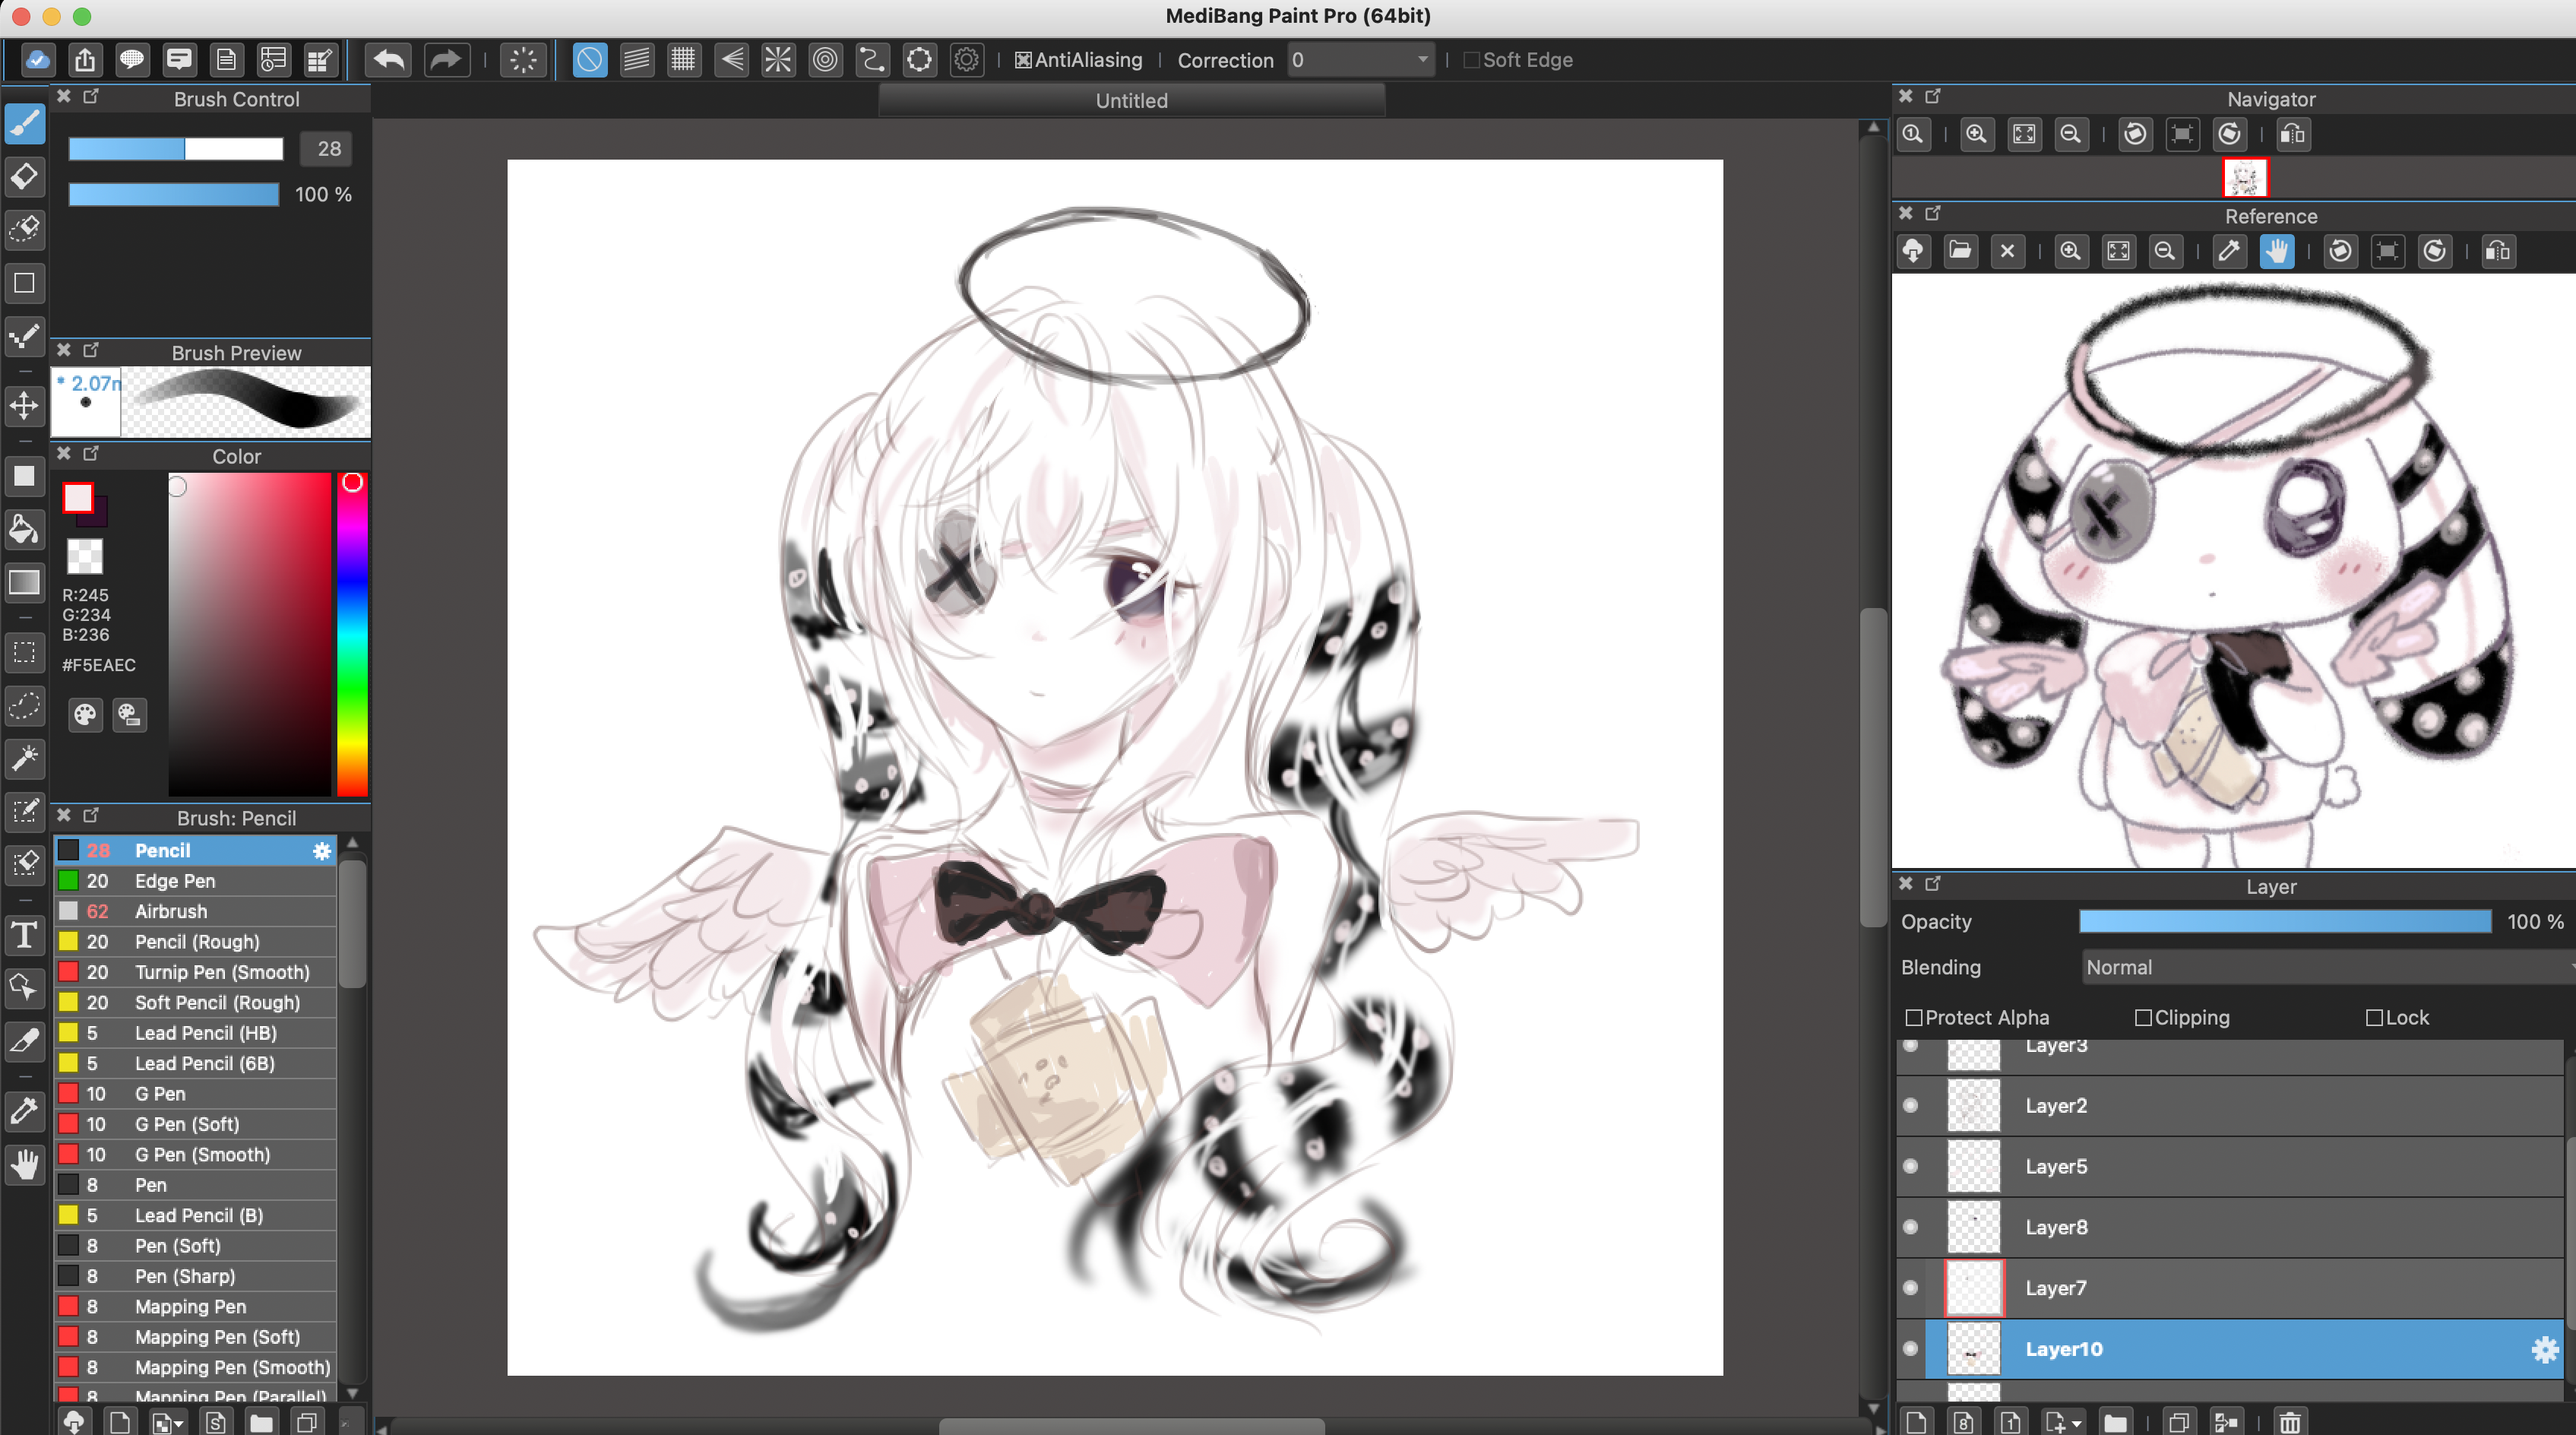 MediBang Paint Pro (64bit)
AntiAliasing
Correction
0
Soft Edge
Untitled
Brush Control
28
100 %
Brush Preview
* 2.07m
Color
R:245
G:234
B:236
#F5EAEC
Brush: Pencil
28 Pencil
20 Edge Pen
62 Airbrush
20 Pencil (Rough)
20 Turnip Pen (Smooth)
20 Soft Pencil (Rough)
5 Lead Pencil (HB)
5 Lead Pencil (6B)
10 G Pen
10 G Pen (Soft)
10 G Pen (Smooth)
8 Pen
5 Lead Pencil (B)
8 Pen (Soft)
8 Pen (Sharp)
8 Mapping Pen
8 Mapping Pen (Soft)
8 Mapping Pen (Smooth)
8 Mapping Pen (Parallel)
Navigator
Reference
Layer
Opacity
100 %
Blending
Normal
Protect Alpha
Clipping
Lock
Layer3
Layer2
Layer5
Layer8
Layer7
Layer10